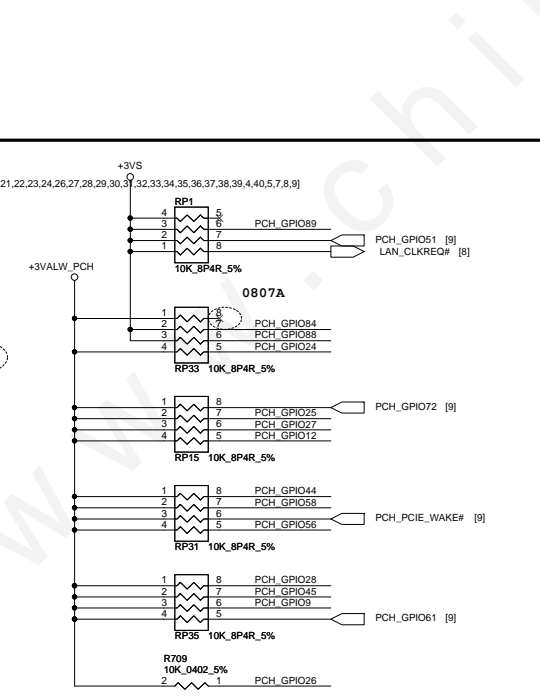 +3VS
21,22,23,24,26,27,28,29,30,31,32,33,34,35,36,37,38,39,4,40,5,7,8,9]
RP1
4 5
3 6 PCH_GPIO89
2 7 PCH_GPIO51 [9]
1 8 LAN_CLKREQ# [8]
10K_8P4R_5%
+3VALW_PCH
0807A
1 8
2 7 PCH_GPIO84
3 6 PCH_GPIO88
4 5 PCH_GPIO24
RP33 10K_8P4R_5%
1 8 PCH_GPIO72 [9]
2 7 PCH_GPIO25
3 6 PCH_GPIO27
4 5 PCH_GPIO12
RP15 10K_8P4R_5%
1 8 PCH_GPIO44
2 7 PCH_GPIO58
3 6 PCH_PCIE_WAKE# [9]
4 5 PCH_GPIO56
RP31 10K_8P4R_5%
1 8 PCH_GPIO28
2 7 PCH_GPIO45
3 6 PCH_GPIO9
4 5 PCH_GPIO61 [9]
RP35 10K_8P4R_5%
R709
10K_0402_5%
2 1 PCH_GPIO26
www.chi